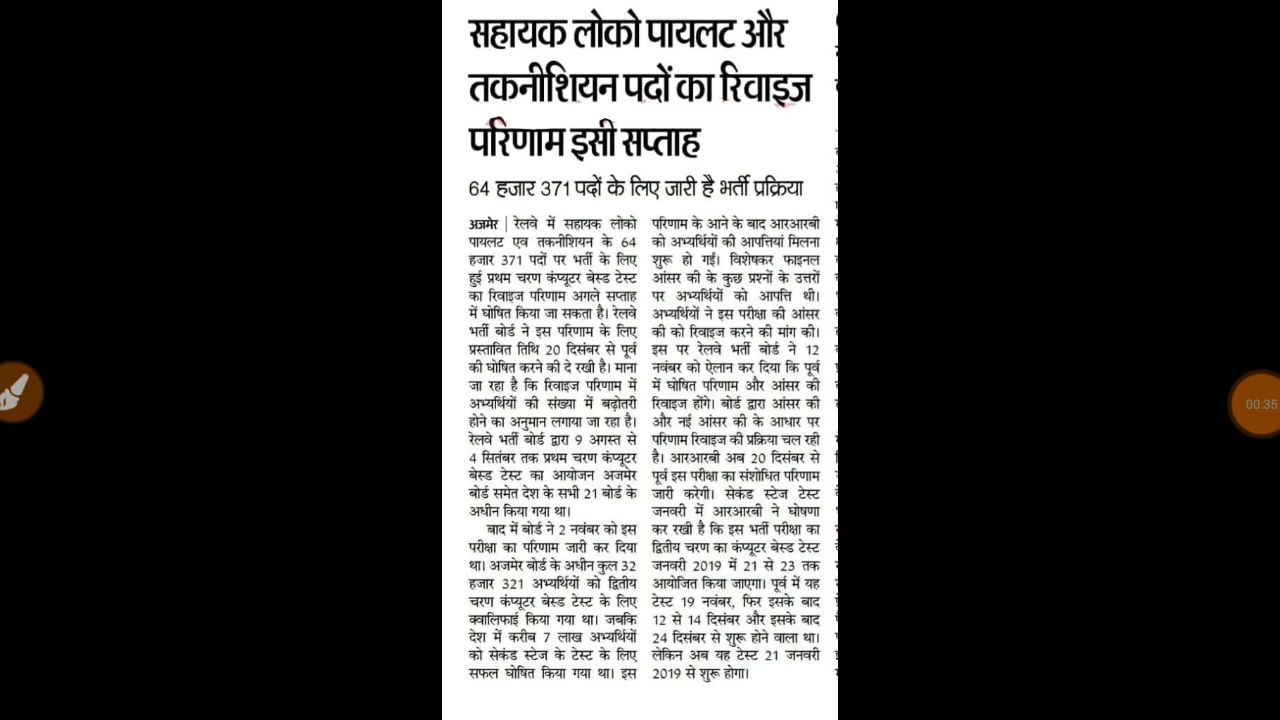 सहायक लोको पायलट और
तकनीशियन पदों का रिवाइज
परिणाम इसी सप्ताह
64 हजार 371 पदों के लिए जारी है भर्ती प्रक्रिया
अजमेर | रेलवे में सहायक लोको
पायलट एव तकनीशियन के 64
हजार 371 पदों पर भर्ती के लिए
हुई प्रथम चरण कंप्यूटर बेस्ड टेस्ट
का रिवाइज परिणाम अगले सप्ताह
में घोषित किया जा सकता है। रेलवे
भर्ती बोर्ड ने इस परिणाम के लिए
प्रस्तावित तिथि 20 दिसंबर से पूर्व
की घोषित करने की दे रखी है। माना
जा रहा है कि रिवाइज परिणाम में
अभ्यर्थियों की संख्या में बढ़ोतरी
होने का अनुमान लगाया जा रहा है।
रेलवे भर्ती बोर्ड द्वारा 9 अगस्त से
4 सितंबर तक प्रथम चरण कंप्यूटर
बेस्ड टेस्ट का आयोजन अजमेर
बोर्ड समेत देश के सभी 21 बोर्ड के
अधीन किया गया था।
बाद में बोर्ड ने 2 नवंबर को इस
परीक्षा का परिणाम जारी कर दिया
था। अजमेर बोर्ड के अधीन कुल 32
हजार 321 अभ्यर्थियों को द्वितीय
चरण कंप्यूटर बेस्ड टेस्ट के लिए
क्वालिफाई किया गया था। जबकि
देश में करीब 7 लाख अभ्यर्थियों
को सेकंड स्टेज के टेस्ट के लिए
सफल घोषित किया गया था। इस
परिणाम के आने के बाद आरआरबी
को अभ्यर्थियों की आपत्तियां मिलना
शुरू हो गईं। विशेषकर फाइनल
आंसर की के कुछ प्रश्नों के उत्तरों
पर अभ्यर्थियों को आपत्ति थी।
अभ्यर्थियों ने इस परीक्षा की आंसर
की को रिवाइज करने की मांग की।
इस पर रेलवे भर्ती बोर्ड ने 12
नवंबर को ऐलान कर दिया कि पूर्व
में घोषित परिणाम और आंसर की
रिवाइज होंगे। बोर्ड द्वारा आंसर की
और नई आंसर की के आधार पर
परिणाम रिवाइज की प्रक्रिया चल रही
है। आरआरबी अब 20 दिसंबर से
पूर्व इस परीक्षा का संशोधित परिणाम
जारी करेगी। सेकंड स्टेज टेस्ट
जनवरी में आरआरबी ने घोषणा
कर रखी है कि इस भर्ती परीक्षा का
द्वितीय चरण का कंप्यूटर बेस्ड टेस्ट
जनवरी 2019 में 21 से 23 तक
आयोजित किया जाएगा। पूर्व में यह
टेस्ट 19 नवंबर, फिर इसके बाद
12 से 14 दिसंबर और इसके बाद
24 दिसंबर से शुरू होने वाला था।
लेकिन अब यह टेस्ट 21 जनवरी
2019 से शुरू होगा।
00:35